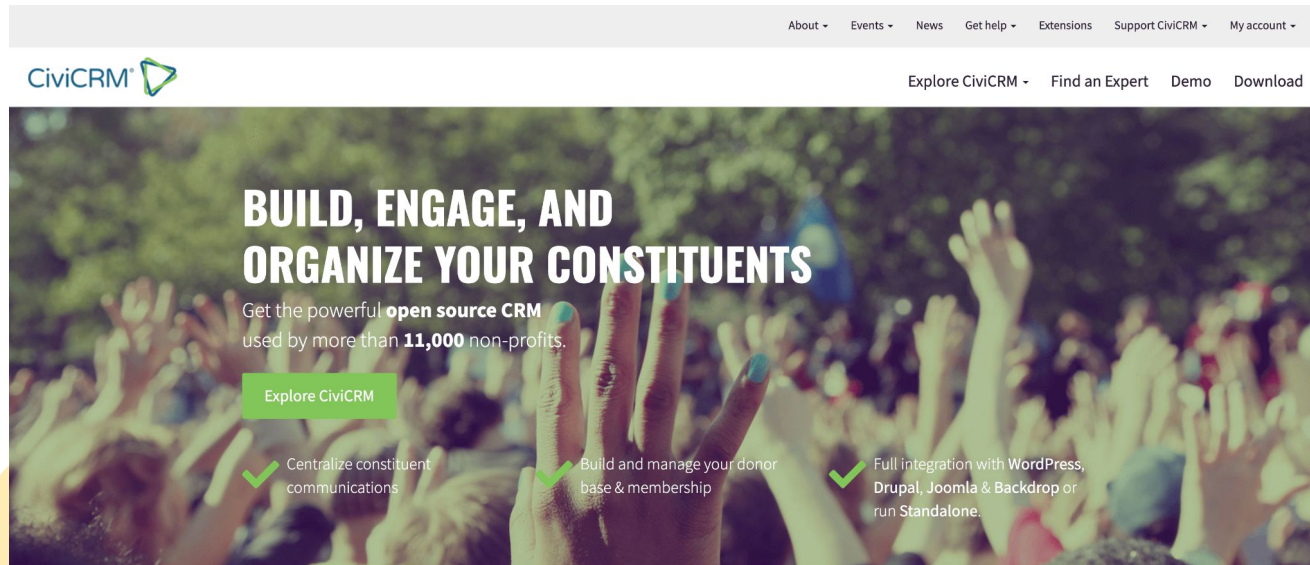 About Events News Get help Extensions Support CiviCRM My account
CiviCRM®
Explore CiviCRM Find an Expert Demo Download
BUILD, ENGAGE, AND
ORGANIZE YOUR CONSTITUENTS
Get the powerful open source CRM
used by more than 11,000 non-profits.
Explore CiviCRM
Centralize constituent
communications
Build and manage your donor
base & membership
Full integration with WordPress,
Drupal, Joomla & Backdrop or
run Standalone.